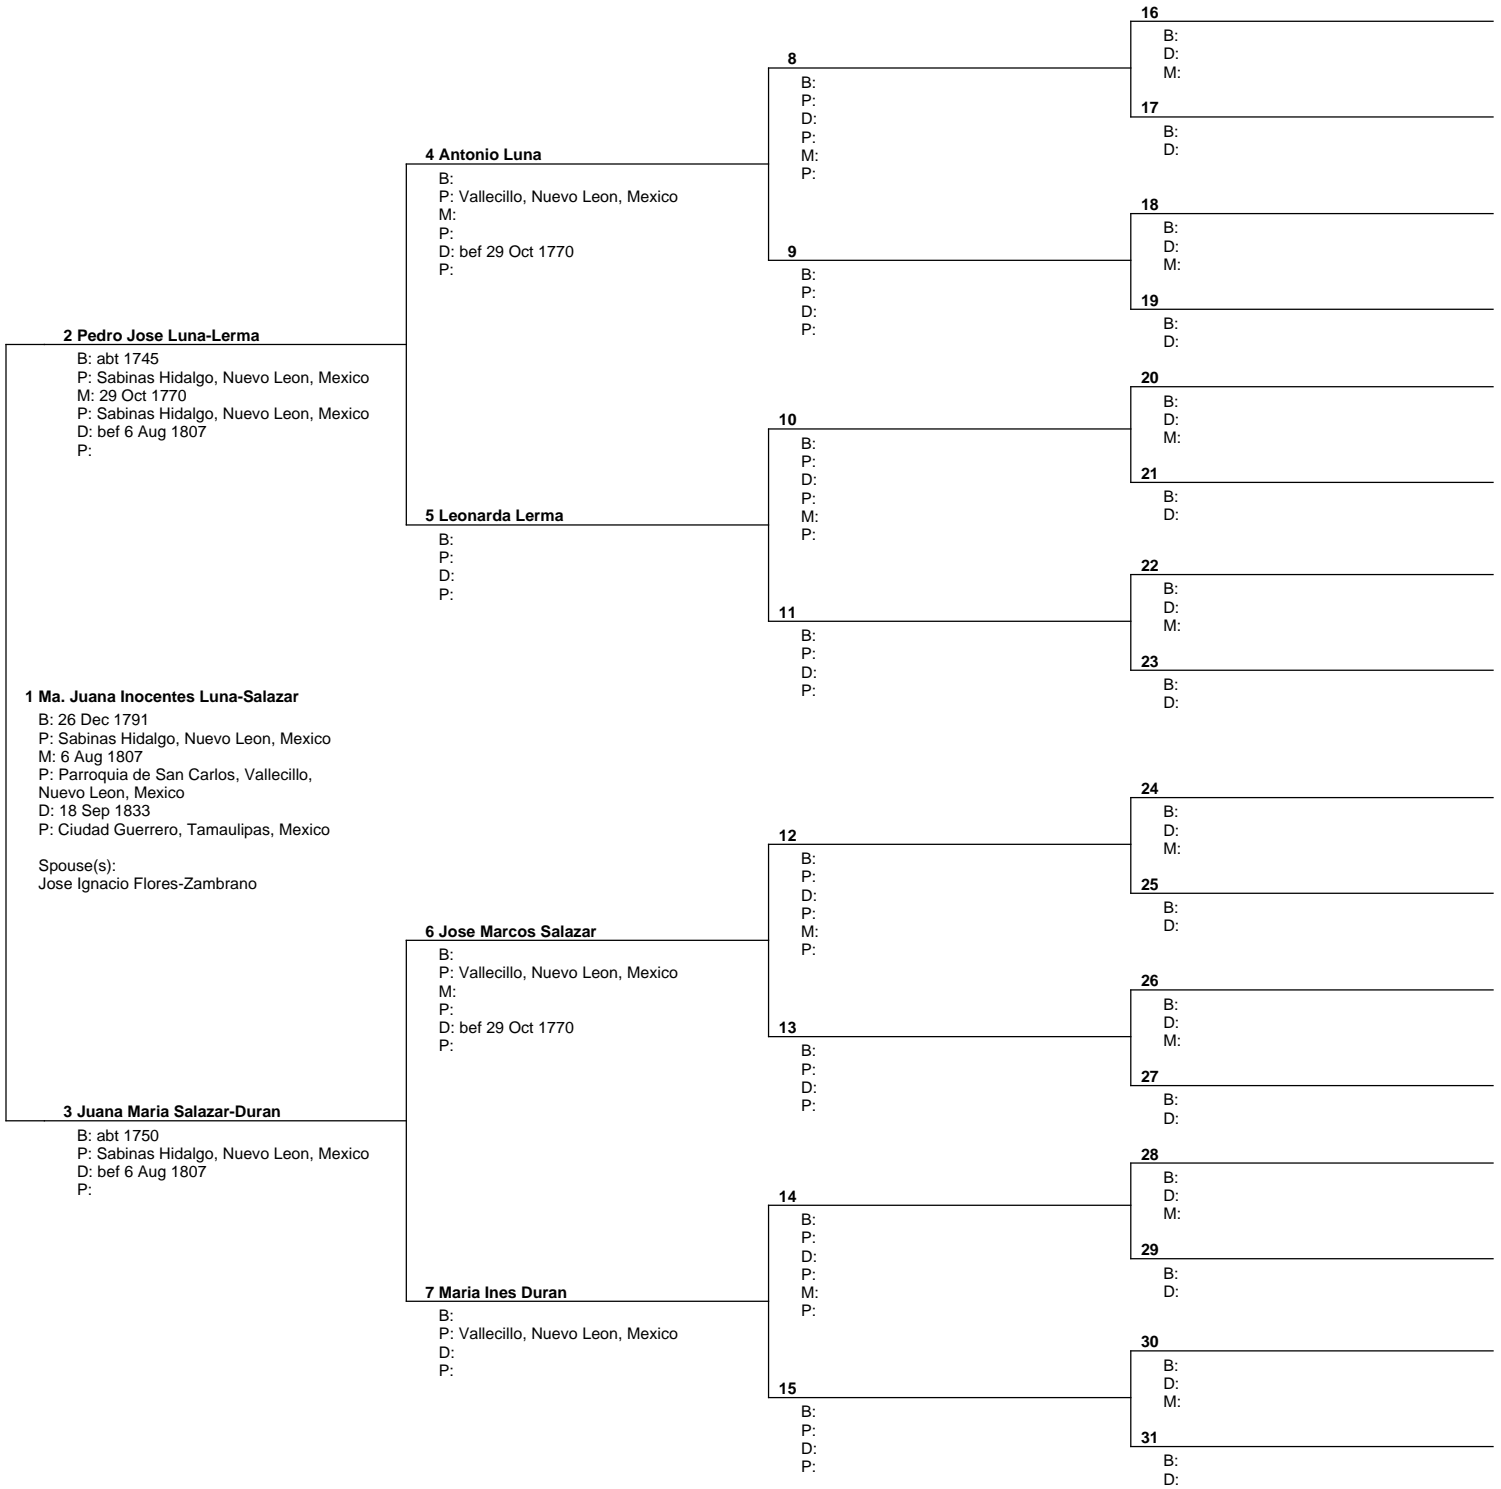 16
B:
D:
M:
8
B:
P:
D:
P:
M:
P:
17
B:
D:
4 Antonio Luna
B:
P: Vallecillo, Nuevo Leon, Mexico
M:
P:
D: bef 29 Oct 1770
P:
18
B:
D:
M:
9
B:
P:
D:
P:
19
B:
D:
2 Pedro Jose Luna-Lerma
B: abt 1745
P: Sabinas Hidalgo, Nuevo Leon, Mexico
M: 29 Oct 1770
P: Sabinas Hidalgo, Nuevo Leon, Mexico
D: bef 6 Aug 1807
P:
20
B:
D:
M:
10
B:
P:
D:
P:
M:
P:
21
B:
D:
5 Leonarda Lerma
B:
P:
D:
P:
22
B:
D:
M:
11
B:
P:
D:
P:
23
B:
D:
1 Ma. Juana Inocentes Luna-Salazar
B: 26 Dec 1791
P: Sabinas Hidalgo, Nuevo Leon, Mexico
M: 6 Aug 1807
P: Parroquia de San Carlos, Vallecillo,
Nuevo Leon, Mexico
D: 18 Sep 1833
P: Ciudad Guerrero, Tamaulipas, Mexico
Spouse(s):
Jose Ignacio Flores-Zambrano
24
B:
D:
M:
12
B:
P:
D:
P:
M:
P:
25
B:
D:
6 Jose Marcos Salazar
B:
P: Vallecillo, Nuevo Leon, Mexico
M:
P:
D: bef 29 Oct 1770
P:
26
B:
D:
M:
13
B:
P:
D:
P:
27
B:
D:
3 Juana Maria Salazar-Duran
B: abt 1750
P: Sabinas Hidalgo, Nuevo Leon, Mexico
D: bef 6 Aug 1807
P:
28
B:
D:
M:
14
B:
P:
D:
P:
M:
P:
29
B:
D:
7 Maria Ines Duran
B:
P: Vallecillo, Nuevo Leon, Mexico
D:
P:
30
B:
D:
M:
15
B:
P:
D:
P:
31
B:
D: